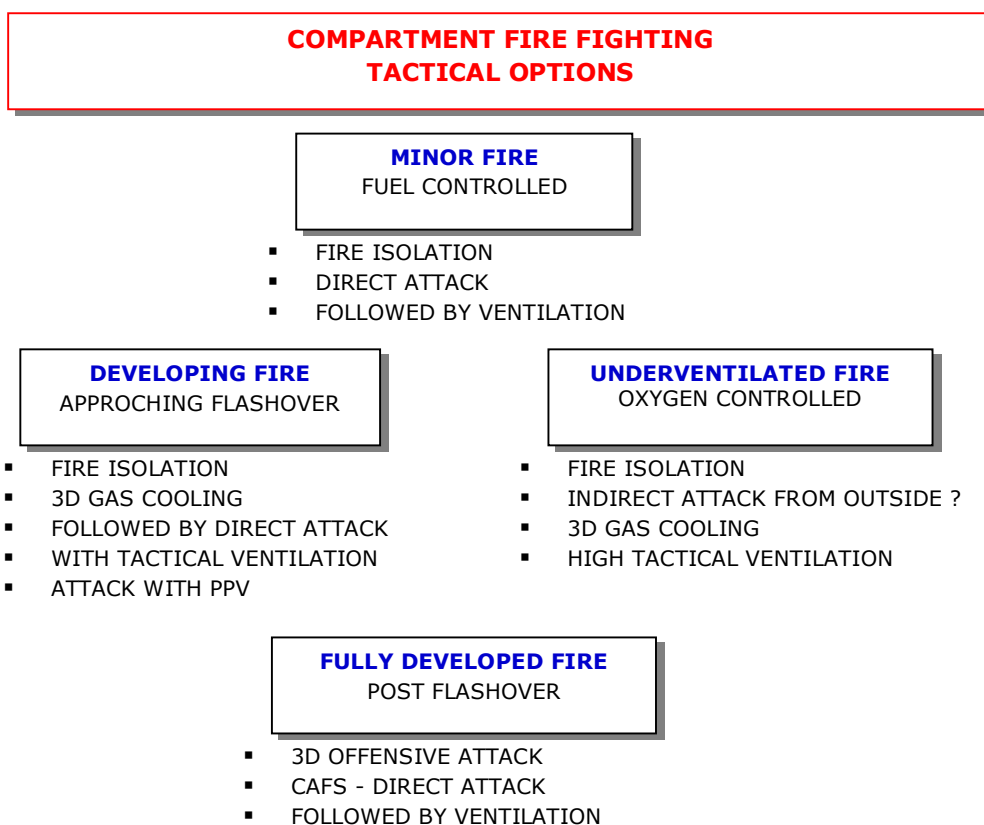 COMPARTMENT FIRE FIGHTING
TACTICAL OPTIONS
MINOR FIRE
FUEL CONTROLLED
▪ FIRE ISOLATION
▪ DIRECT ATTACK
▪ FOLLOWED BY VENTILATION
DEVELOPING FIRE
APPROCHING FLASHOVER
▪ FIRE ISOLATION
▪ 3D GAS COOLING
▪ FOLLOWED BY DIRECT ATTACK
▪ WITH TACTICAL VENTILATION
▪ ATTACK WITH PPV
UNDERVENTILATED FIRE
OXYGEN CONTROLLED
▪ FIRE ISOLATION
▪ INDIRECT ATTACK FROM OUTSIDE ?
▪ 3D GAS COOLING
▪ HIGH TACTICAL VENTILATION
FULLY DEVELOPED FIRE
POST FLASHOVER
▪ 3D OFFENSIVE ATTACK
▪ CAFS - DIRECT ATTACK
▪ FOLLOWED BY VENTILATION